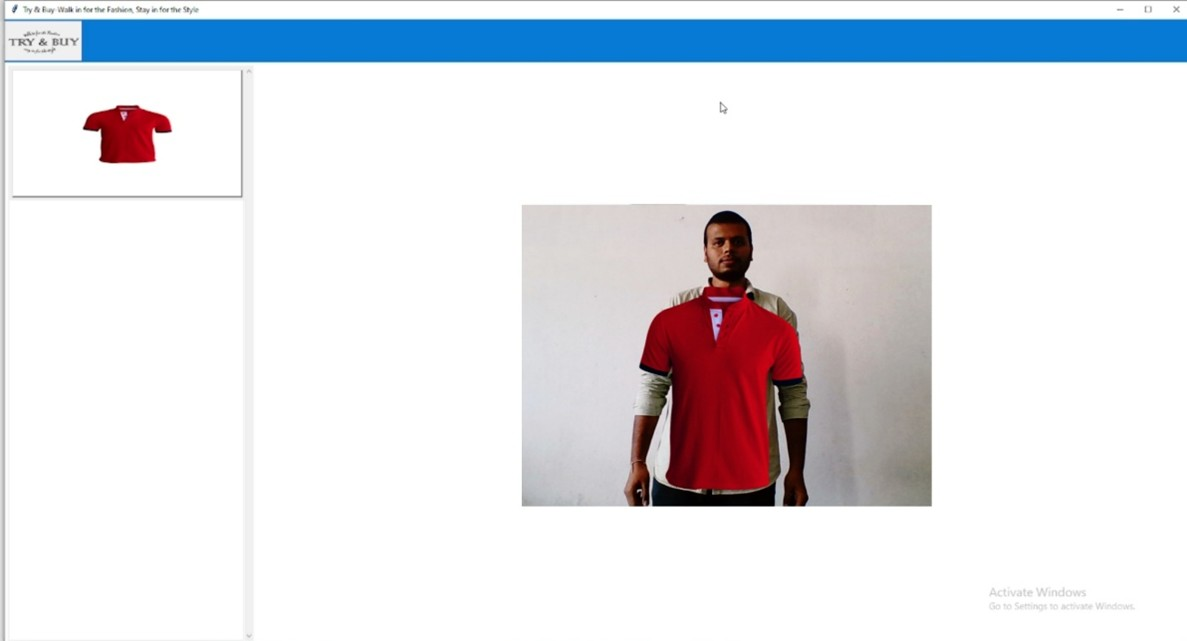 Try & Buy-Walk in for the Fashion, Stay in for the Style
TRY & BUY
Activate Windows
Go to Settings to activate Windows.